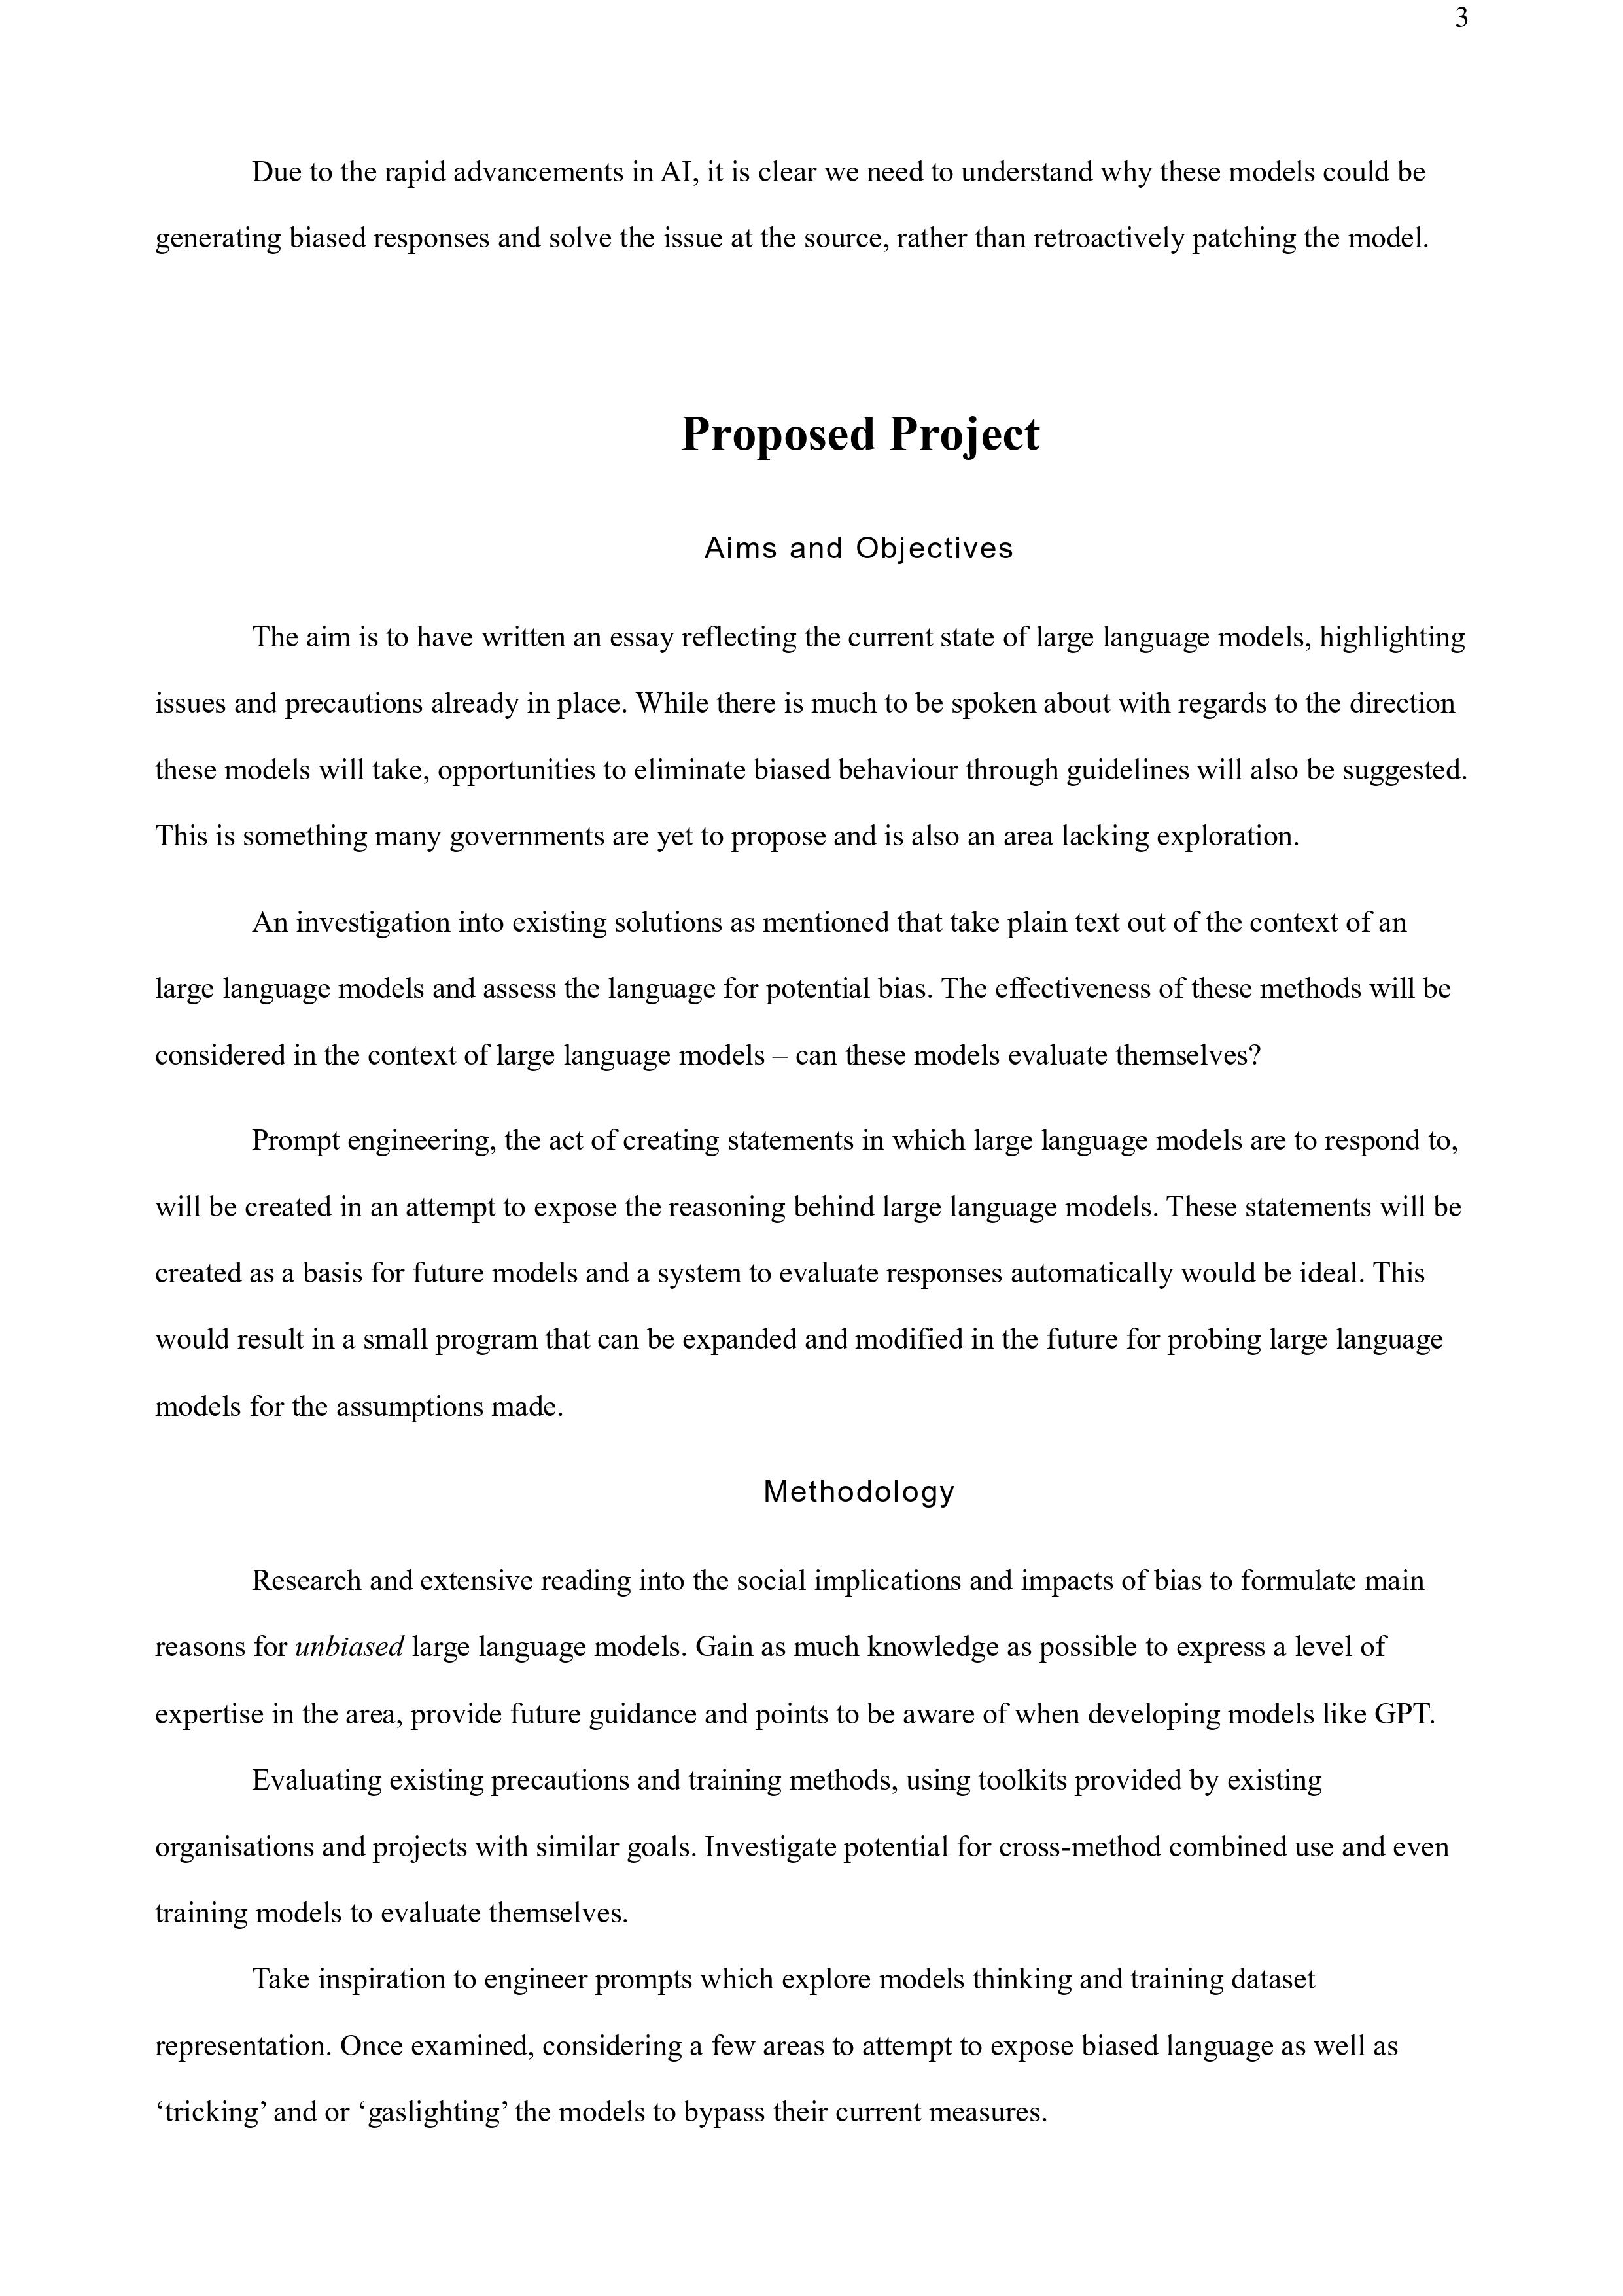 3
Due to the rapid advancements in AI, it is clear we need to understand why these models could be
generating biased responses and solve the issue at the source, rather than retroactively patching the model.
Proposed Project
Aims and Objectives
The aim is to have written an essay reflecting the current state of large language models, highlighting
issues and precautions already in place. While there is much to be spoken about with regards to the direction
these models will take, opportunities to eliminate biased behaviour through guidelines will also be suggested.
This is something many governments are yet to propose and is also an area lacking exploration.
An investigation into existing solutions as mentioned that take plain text out of the context of an
large language models and assess the language for potential bias. The effectiveness of these methods will be
considered in the context of large language models – can these models evaluate themselves?
Prompt engineering, the act of creating statements in which large language models are to respond to,
will be created in an attempt to expose the reasoning behind large language models. These statements will be
created as a basis for future models and a system to evaluate responses automatically would be ideal. This
would result in a small program that can be expanded and modified in the future for probing large language
models for the assumptions made.
Methodology
Research and extensive reading into the social implications and impacts of bias to formulate main
reasons for unbiased large language models. Gain as much knowledge as possible to express a level of
expertise in the area, provide future guidance and points to be aware of when developing models like GPT.
Evaluating existing precautions and training methods, using toolkits provided by existing
organisations and projects with similar goals. Investigate potential for cross-method combined use and even
training models to evaluate themselves.
Take inspiration to engineer prompts which explore models thinking and training dataset
representation. Once examined, considering a few areas to attempt to expose biased language as well as
‘tricking’ and or ‘gaslighting’ the models to bypass their current measures.